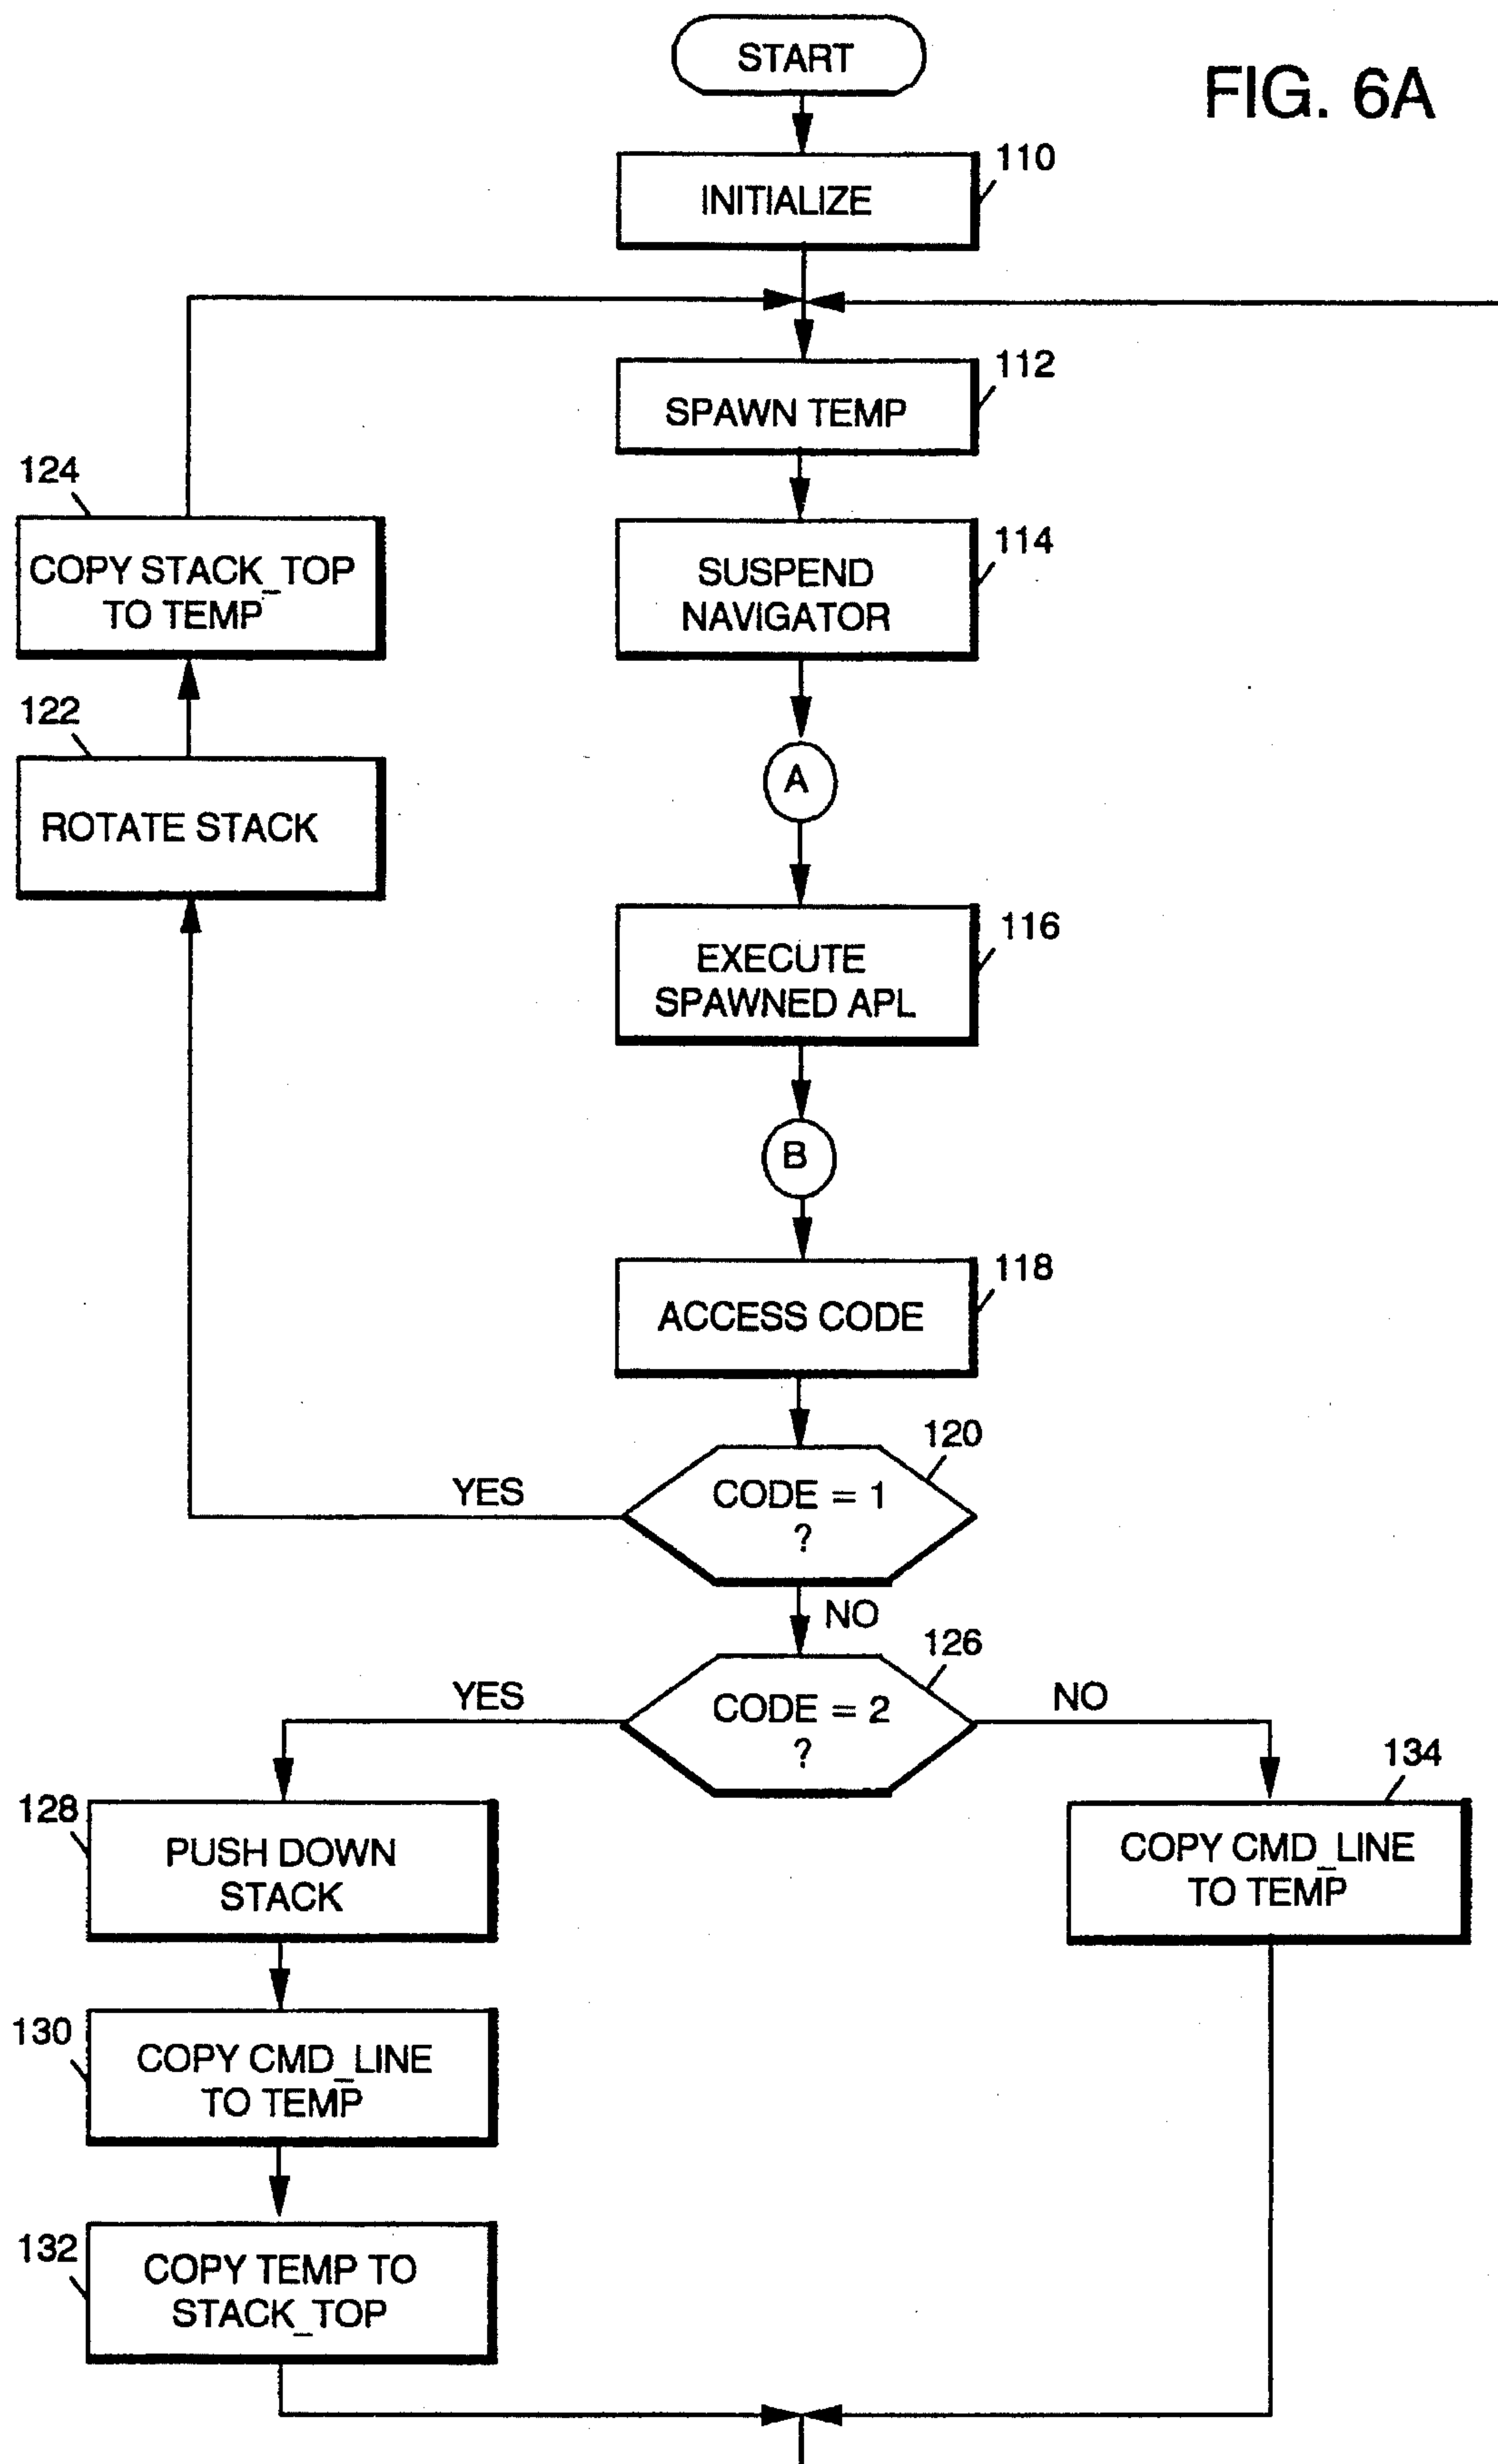 START
FIG. 6A
110
INITIALIZE
112
SPAWN TEMP
124
COPY STACK_TOP
TO TEMP
114
SUSPEND
NAVIGATOR
122
ROTATE STACK
A
116
EXECUTE
SPAWNED APL
B
118
ACCESS CODE
120
YES
CODE = 1
?
NO
126
YES
CODE = 2
?
NO
134
128
PUSH DOWN
STACK
COPY CMD_LINE
TO TEMP
130
COPY CMD_LINE
TO TEMP
132
COPY TEMP TO
STACK_TOP